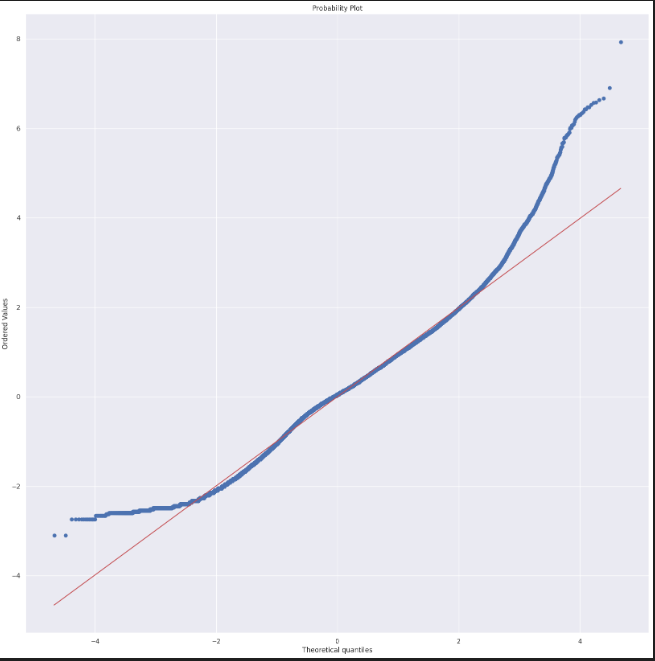 Probability Plot
8
6
4
2
0
−2
−4
Ordered Values
−4 −2 0 2 4
Theoretical quantiles